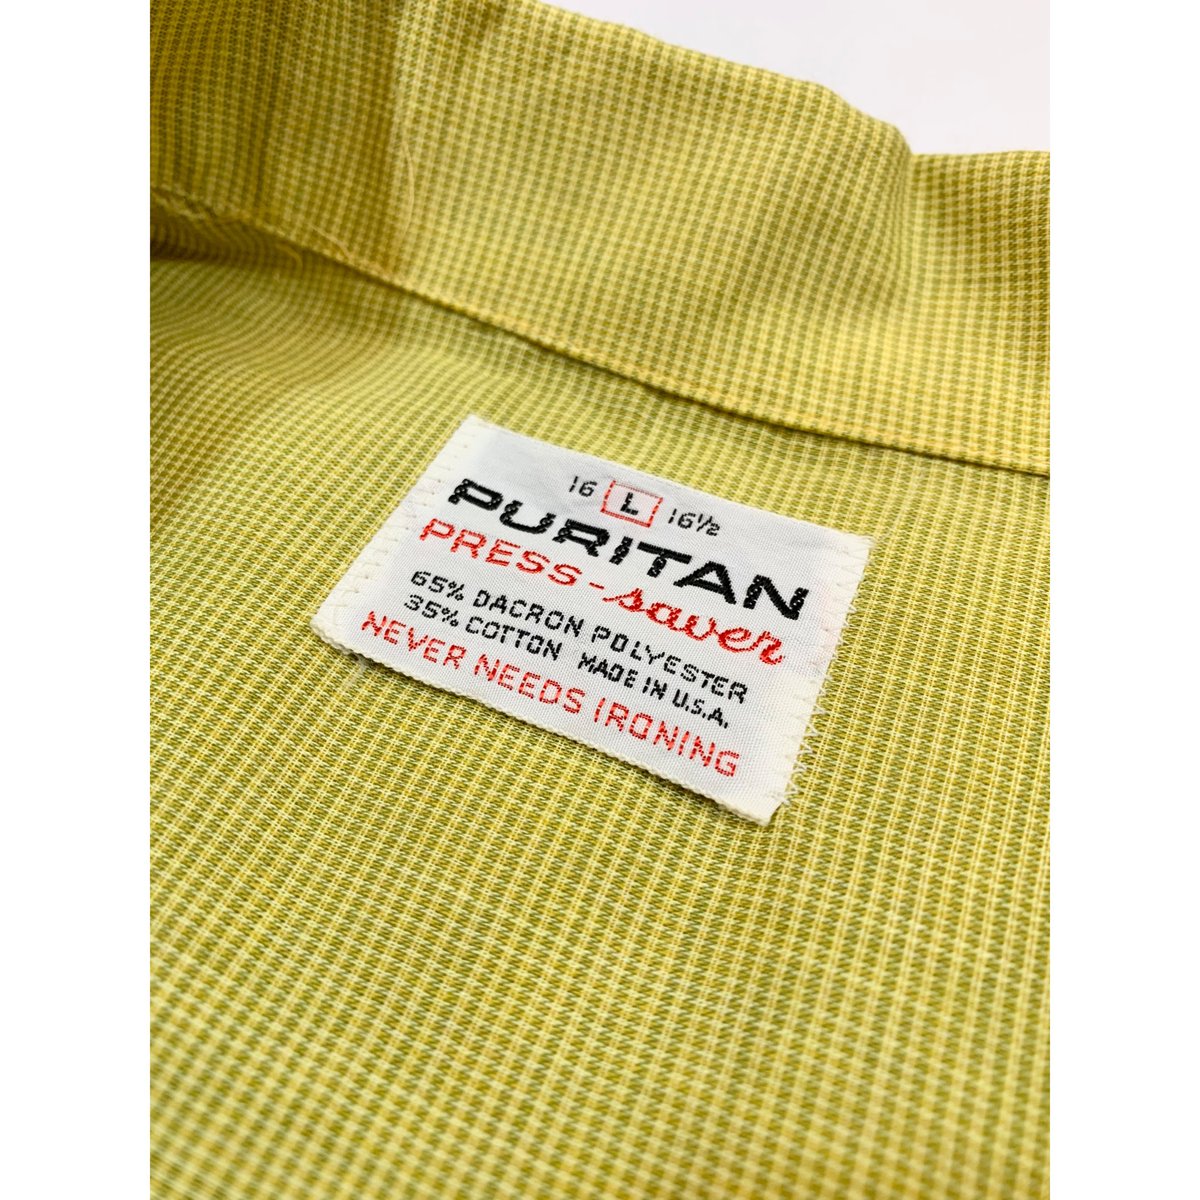 16 L 16½
PURITAN
PRESS-saver
65% DACRON POLYESTER
35% COTTON MADE IN U.S.A.
NEVER NEEDS IRONING